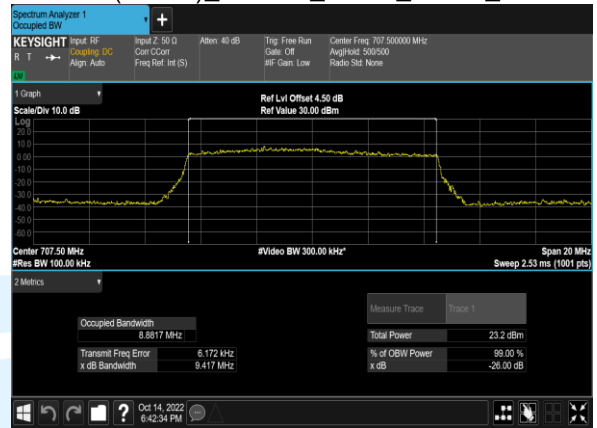 Spectrum Analyzer 1
Occupied BW
+
KEYSIGHT Input: RF Input Z: 50 Ω Atten: 40 dB Trig: Free Run Center Freq: 707.500000 MHz
R T Coupling: DC Corr CCorr Gate: Off Avg|Hold: 500/500
Align: Auto Freq Ref: Int (S) #IF Gain: Low Radio Std: None
1 Graph
Ref Lvl Offset 4.50 dB
Scale/Div 10.0 dB Ref Value 30.00 dBm
Log
20.0
10.0
0.00
-10.0
-20.0
-30.0
-40.0
-50.0
-60.0
Center 707.50 MHz #Video BW 300.00 kHz* Span 20 MHz
#Res BW 100.00 kHz Sweep 2.53 ms (1001 pts)
2 Metrics
Measure Trace Trace 1
Occupied Bandwidth
8.8817 MHz Total Power 23.2 dBm
Transmit Freq Error 6.172 kHz % of OBW Power 99.00 %
x dB Bandwidth 9.417 MHz x dB -26.00 dB
?
Oct 14, 2022
6:42:34 PM